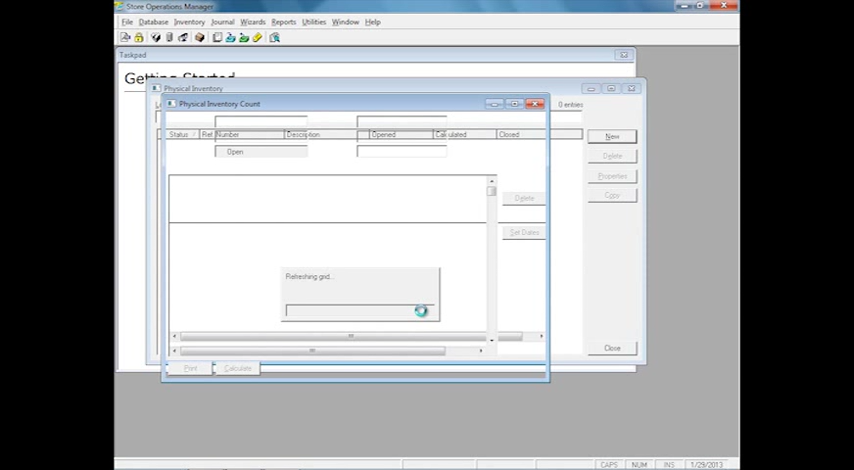 Store Operations Manager
File Database Inventory Journal Wizards Reports Utilities Window Help
Taskpad
Getting Started
Physical Inventory
Physical Inventory Count
0 entries
Status / Ref. Number Description Opened Calculated Closed
New
Open
Delete
Properties
Copy
Delete
Set Dates
Refreshing grid...
Close
Print Calculate
CAPS NUM INS 1/29/2013